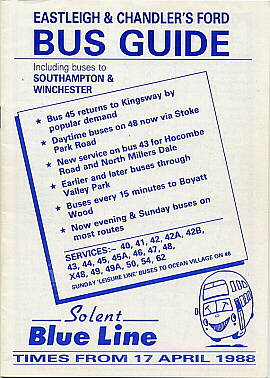 EASTLEIGH & CHANDLER'S FORD
BUS GUIDE
Including buses to
SOUTHAMPTON &
WINCHESTER
★ Bus 45 returns to Kingsway by
popular demand
★ Daytime buses on 48 now via Stoke
Park Road
★ New service on bus 43 for Hocombe
Road and North Millers Dale
★ Earlier and later buses through
Valley Park
★ Buses every 15 minutes to Boyatt
Wood
★ Now evening & Sunday buses on
most routes
SERVICES:- 40, 41, 42, 42A, 42B,
43, 44, 45, 45A, 46, 47, 48,
X48, 49, 49A, 50, 54, 62
SUNDAY 'LEISURE LINE' BUSES TO OCEAN VILLAGE ON 48
Solent
Blue Line
TIMES FROM 17 APRIL 1988